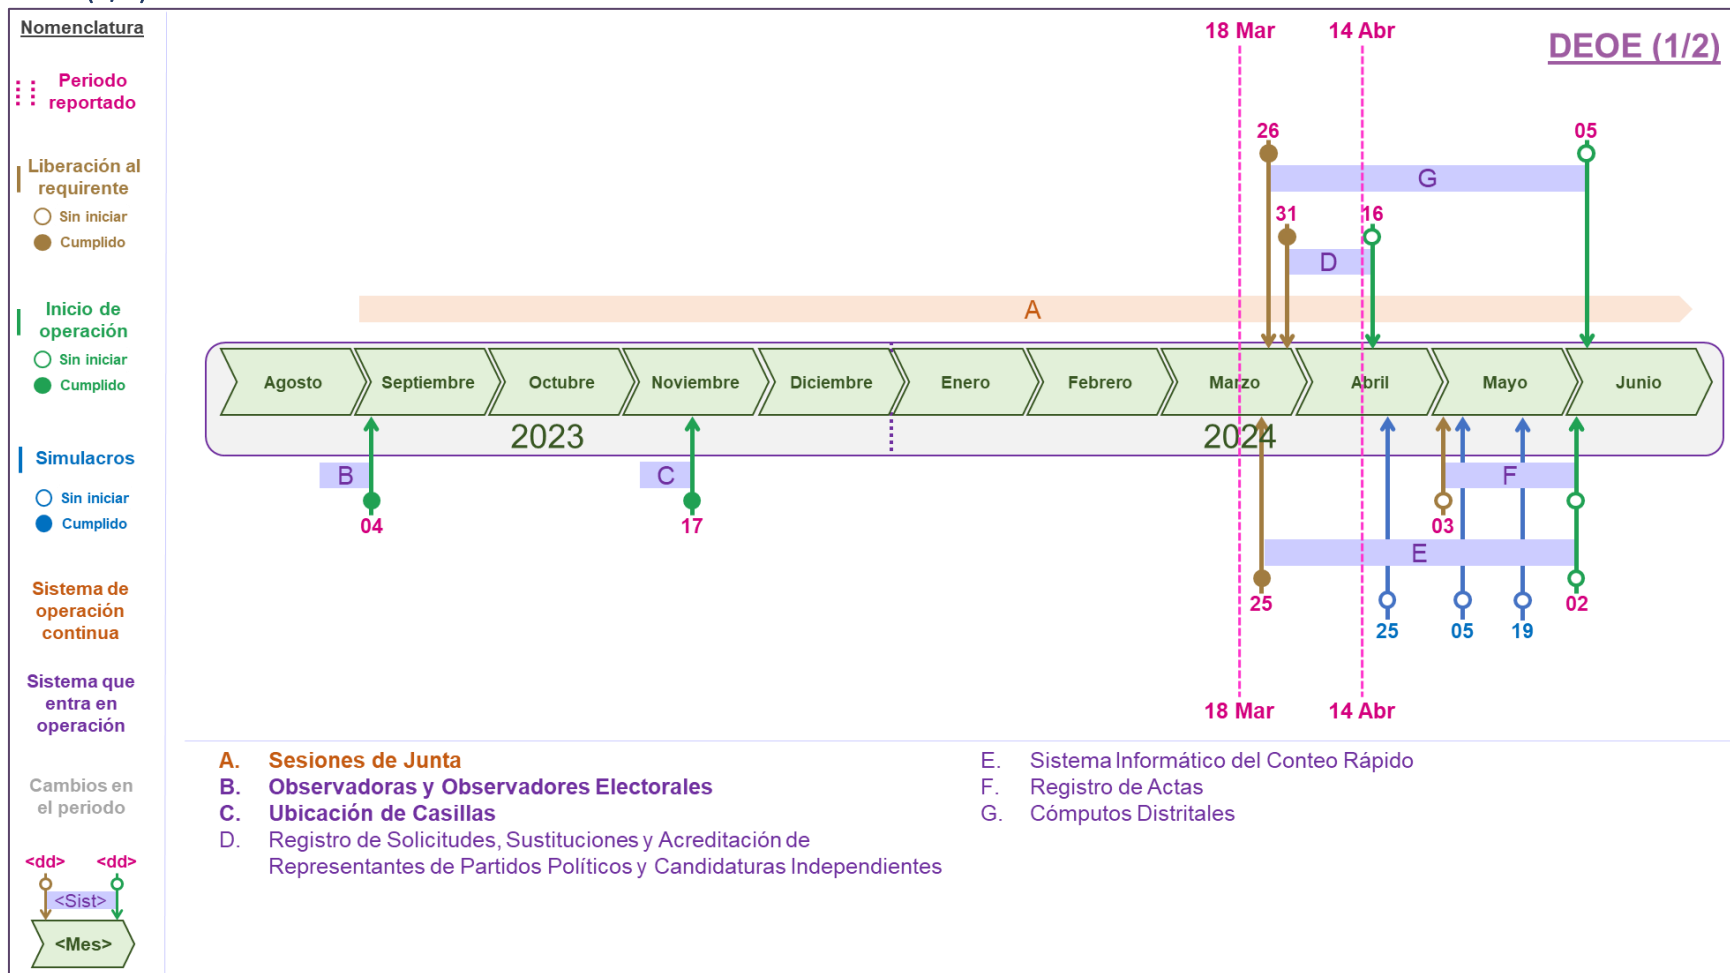 Nomenclatura
Periodo
reportado
Liberación al
requirente
Sin iniciar
Cumplido
Inicio de
operación
Sin iniciar
Cumplido
Simulacros
Sin iniciar
Cumplido
Sistema de
operación
continua
Sistema que
entra en
operación
Cambios en
el periodo
<dd> <dd>
<Sist>
<Mes>
18 Mar 14 Abr
DEOE (1/2)
26 05
G
31 16
D
A
Agosto Septiembre Octubre Noviembre Diciembre Enero Febrero Marzo Abril Mayo Junio
2023 2024
B C F
04 17 03
E
25 02
25 05 19
18 Mar 14 Abr
A. Sesiones de Junta
B. Observadoras y Observadores Electorales
C. Ubicación de Casillas
D. Registro de Solicitudes, Sustituciones y Acreditación de
Representantes de Partidos Políticos y Candidaturas Independientes
E. Sistema Informático del Conteo Rápido
F. Registro de Actas
G. Cómputos Distritales